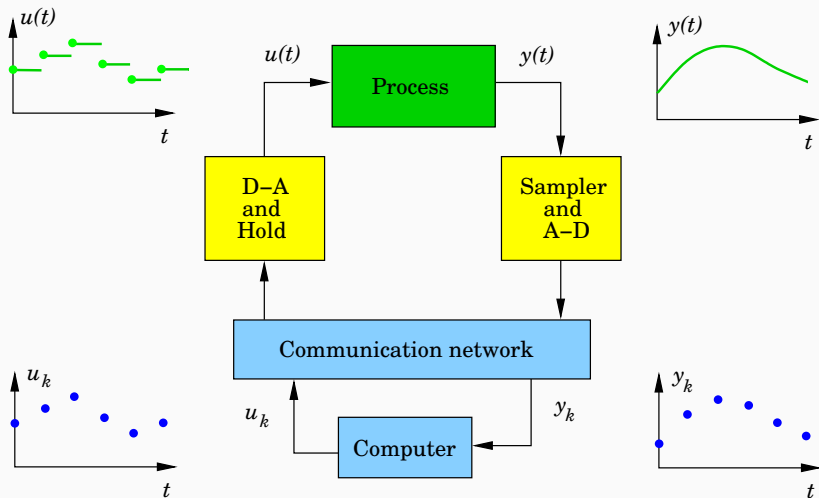 u(t)
t
u(t)
Process
y(t)
y(t)
t
D–A
and
Hold
Sampler
and
A–D
Communication network
u_k
t
u_k
Computer
y_k
y_k
t